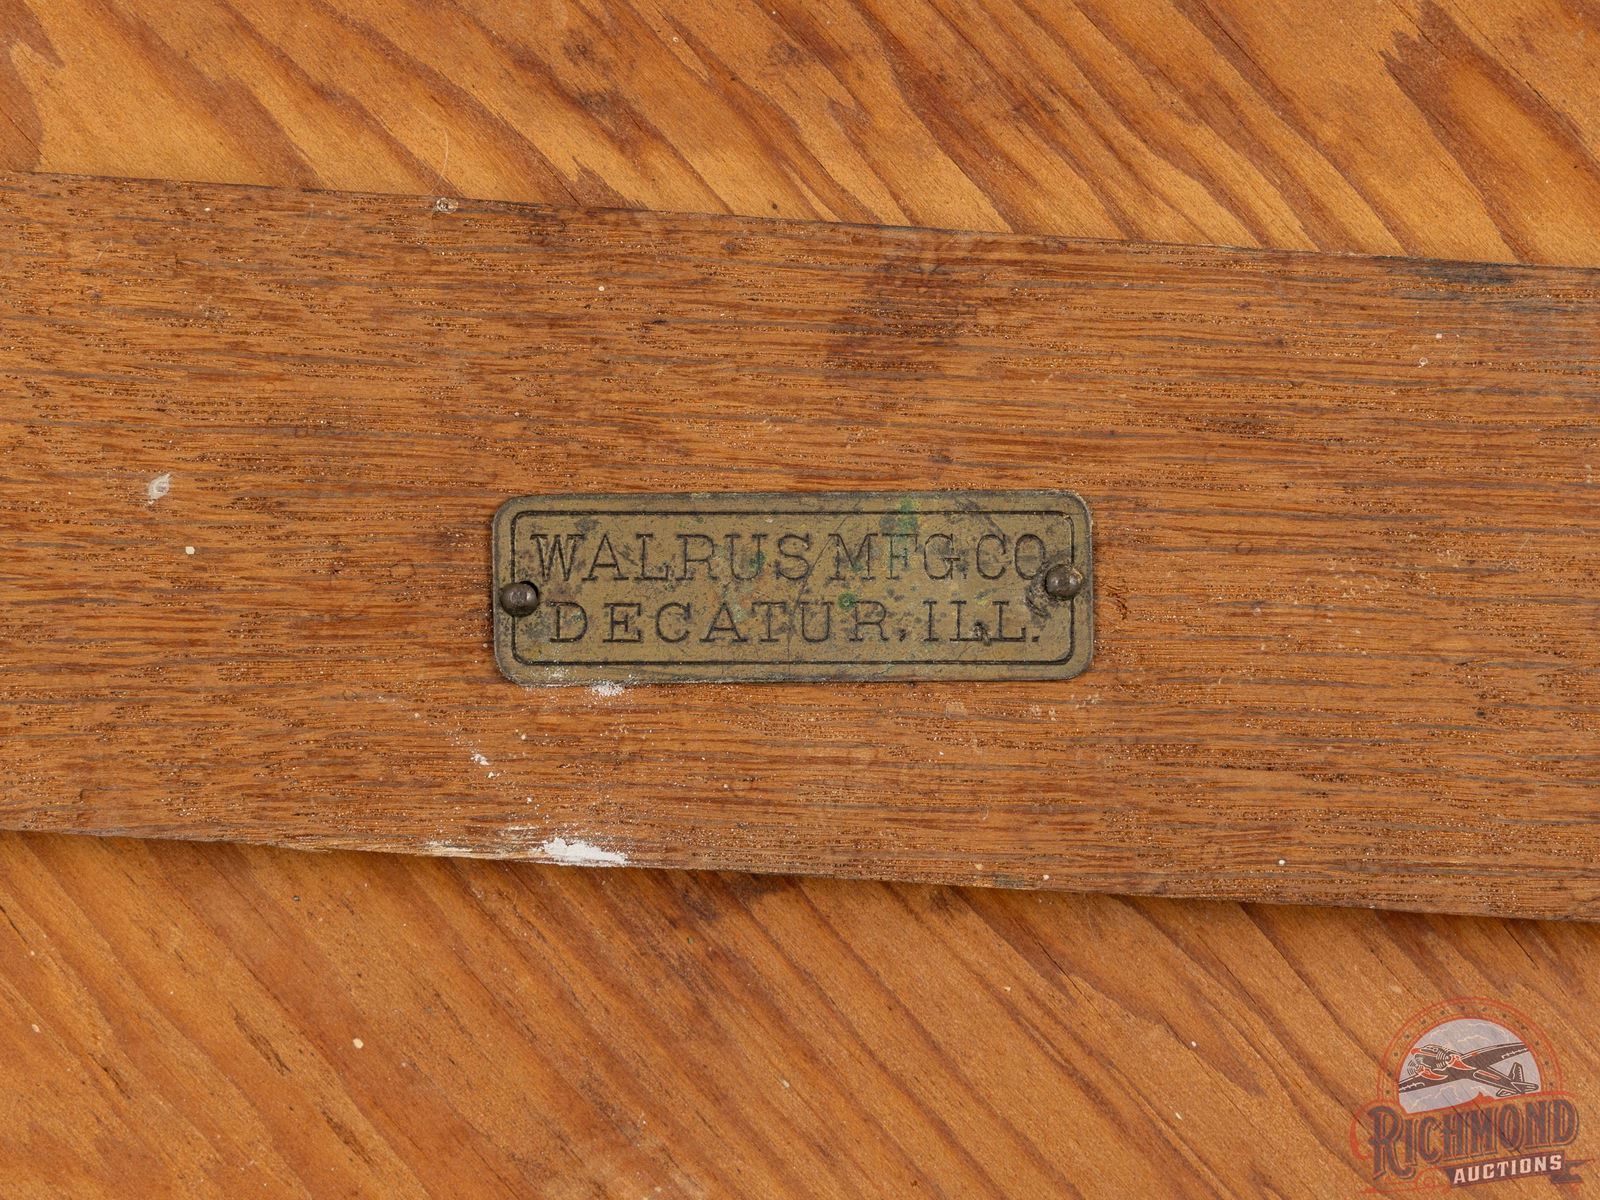 WALRUS MFG. CO
DECATUR, ILL.
RICHMOND
AUCTIONS